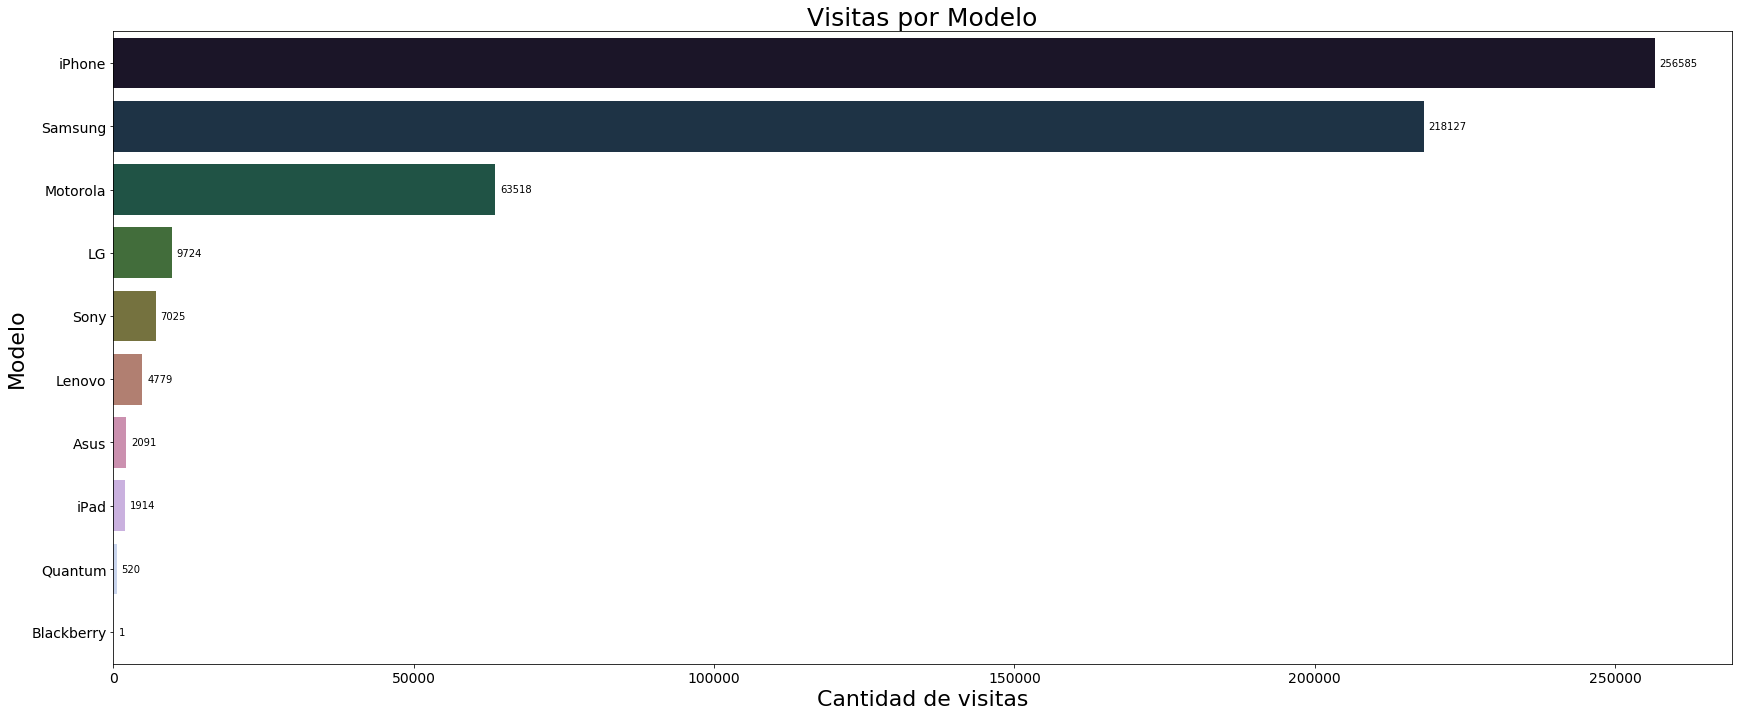 Visitas por Modelo
iPhone 256585
Samsung 218127
Motorola 63518
LG 9724
Sony 7025
Lenovo 4779
Asus 2091
iPad 1914
Quantum 520
Blackberry 1
Modelo
0 50000 100000 150000 200000 250000
Cantidad de visitas